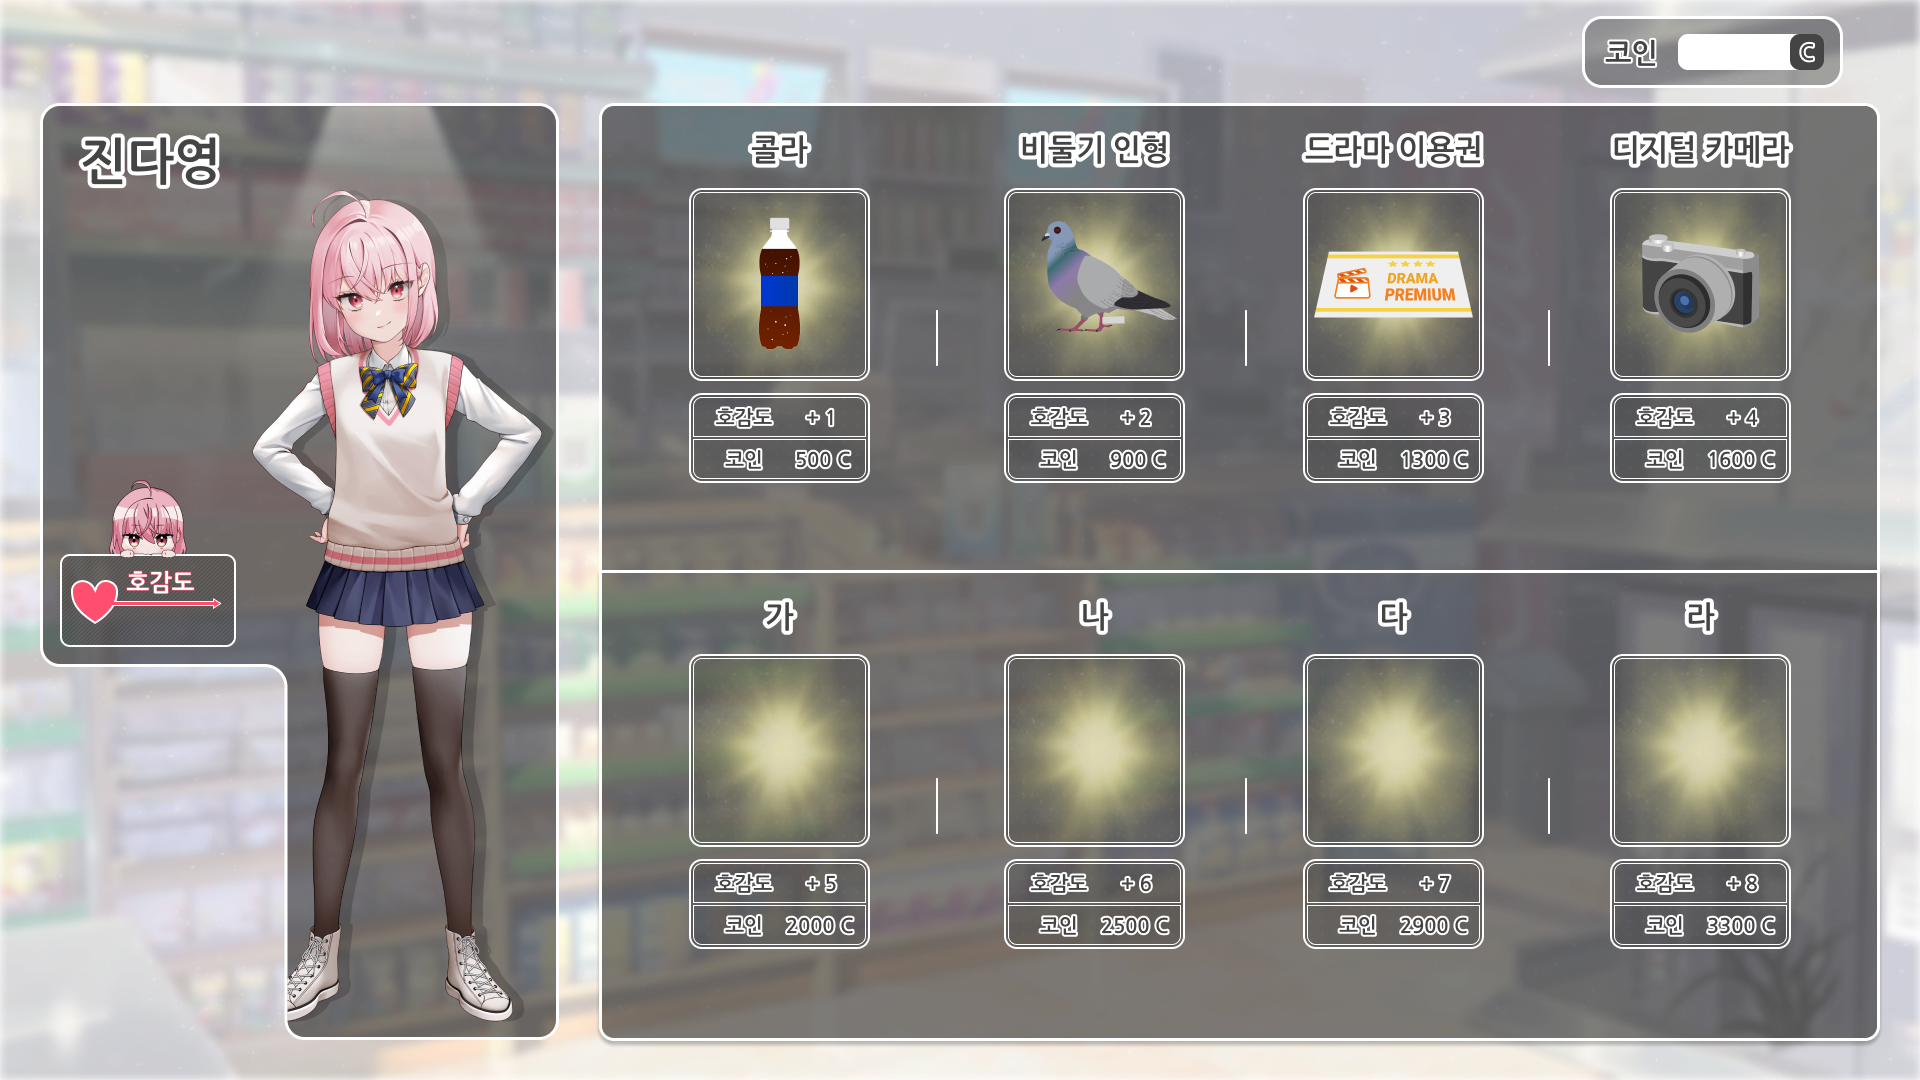 코인 C
진다영
호감도
콜라
비둘기 인형
드라마 이용권
디지털 카메라
DRAMA
PREMIUM
호감도 + 1
코인 500 C
호감도 + 2
코인 900 C
호감도 + 3
코인 1300 C
호감도 + 4
코인 1600 C
가
나
다
라
호감도 + 5
코인 2000 C
호감도 + 6
코인 2500 C
호감도 + 7
코인 2900 C
호감도 + 8
코인 3300 C